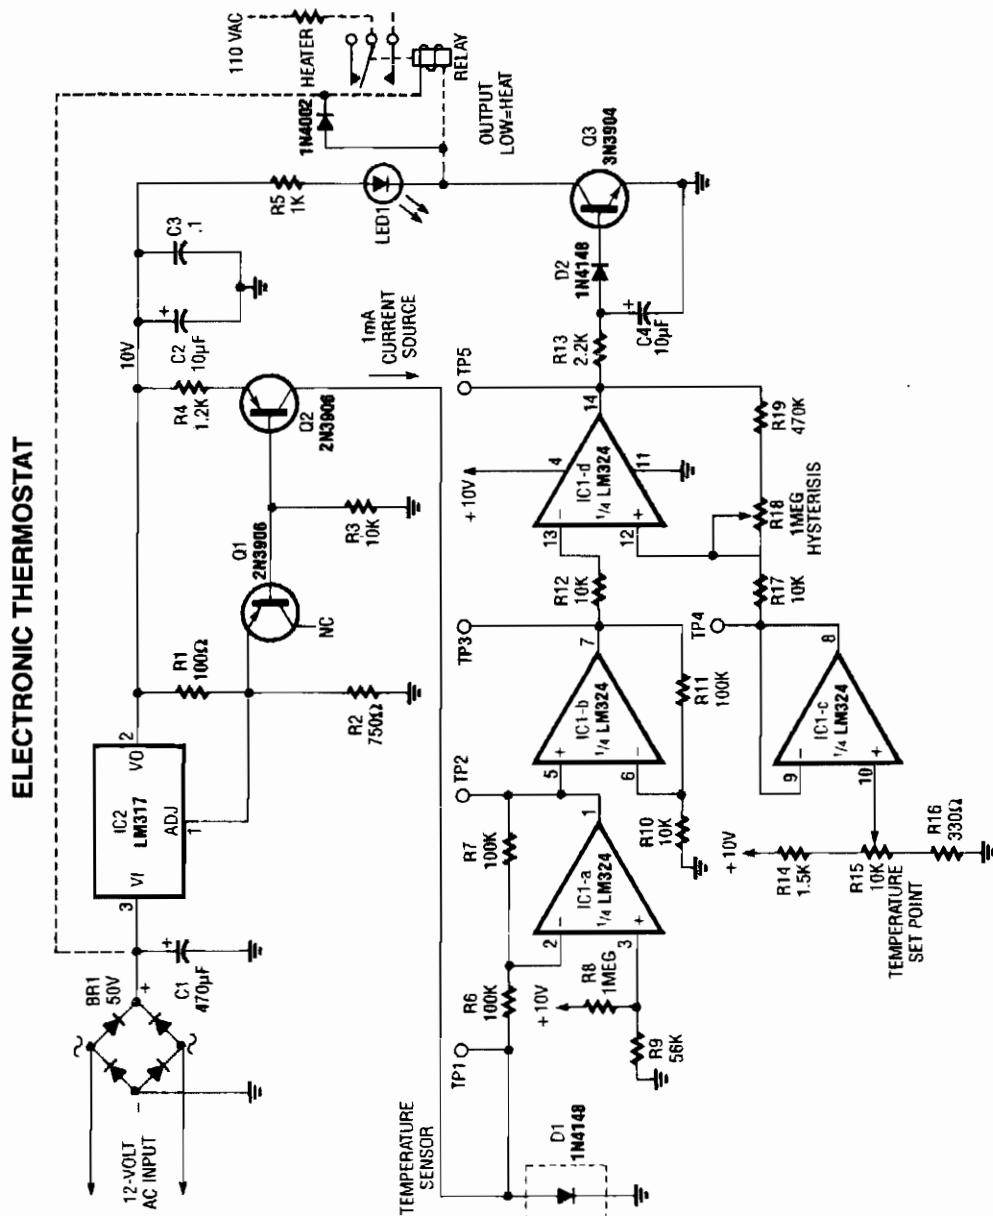 ELECTRONIC THERMOSTAT
12-VOLT
AC INPUT
BR1
50V
+
−
C1
470µF
+
3
VI
IC2
LM317
VO
2
ADJ
1
R1
100Ω
R2
750Ω
Q1
2N3906
NC
R3
10K
Q2
2N3906
R4
1.2K
10V
C2
10µF
+
C3
.1
1mA
CURRENT
SOURCE
R5
1K
LED1
1N4002
110 VAC
HEATER
RELAY
OUTPUT
LOW=HEAT
Q3
3N3904
D2
1N4148
C4
10µF
+
R13
2.2K
TP5
TEMPERATURE
SENSOR
D1
1N4148
TP1
R6
100K
R7
100K
TP2
+10V
R8
1MEG
R9
56K
2
−
3
+
IC1-a
1/4 LM324
1
5
+
6
−
IC1-b
1/4 LM324
7
R10
10K
R11
100K
TP3
R12
10K
+10V
4
13
−
12
+
IC1-d
1/4 LM324
11
14
TP4
R17
10K
R18
1MEG
HYSTERISIS
R19
470K
9
−
10
+
IC1-c
1/4 LM324
8
+10V
R14
1.5K
R15
10K
R16
330Ω
TEMPERATURE
SET POINT